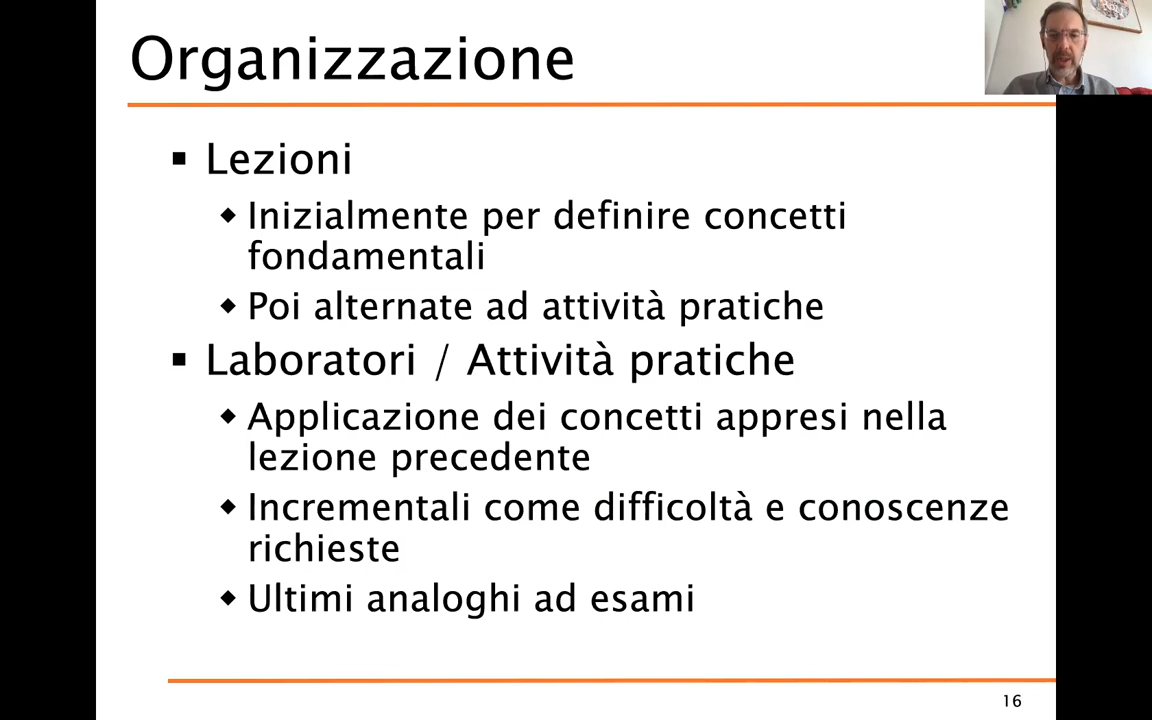 Organizzazione
Lezioni
Inizialmente per definire concetti
fondamentali
Poi alternate ad attività pratiche
Laboratori / Attività pratiche
Applicazione dei concetti appresi nella
lezione precedente
Incrementali come difficoltà e conoscenze
richieste
Ultimi analoghi ad esami
16